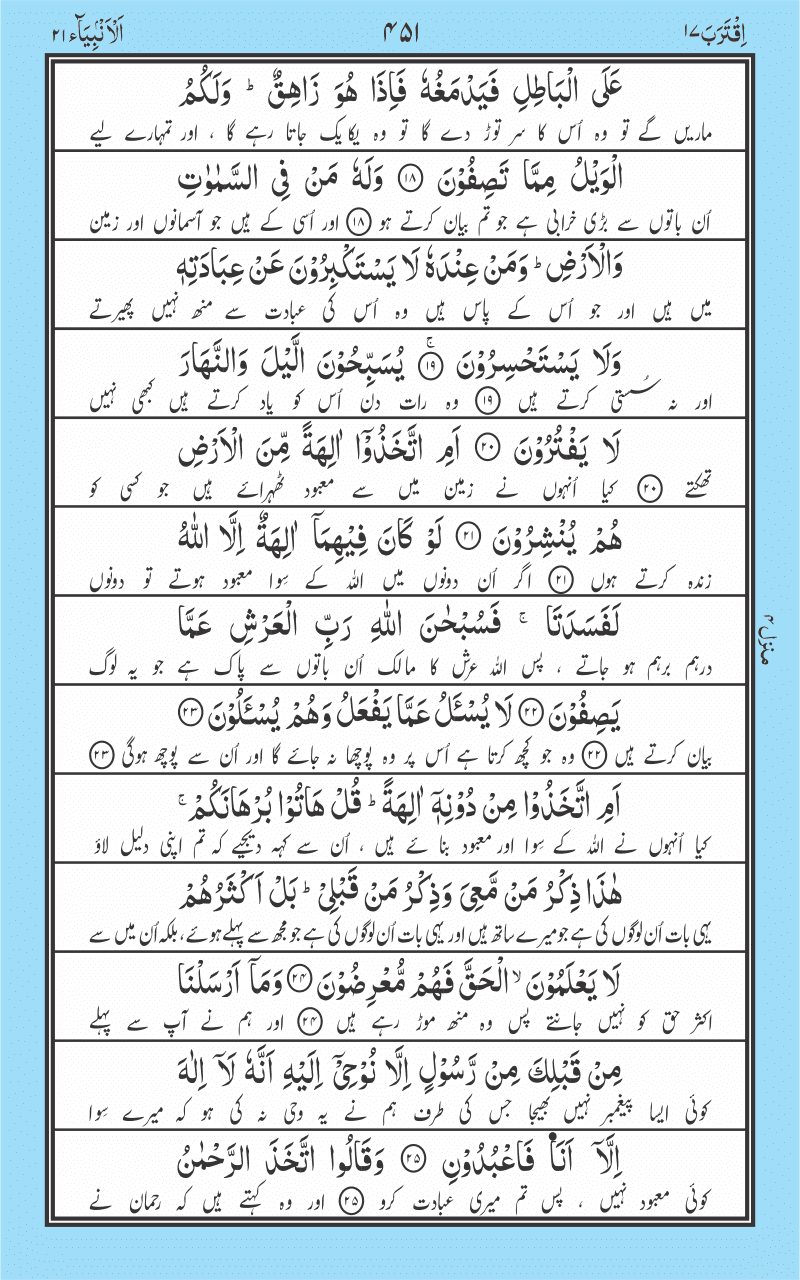 اِقْتَرَبَ ۱۷
۴۵۱
اَلْاَنْۢبِیَآء ۲۱
عَلَى الْبَاطِلِ فَیَدْمَغُهٗ فَاِذَا هُوَ زَاهِقٌ ؕ وَلَكُمُ
ماریں گے تو وہ اُس کا سر توڑ دے گا تو وہ یکایک جاتا رہے گا ، اور تمہارے لیے
الْوَیْلُ مِمَّا تَصِفُوْنَ ۝۱۸ وَلَهٗ مَنْ فِی السَّمٰوٰتِ
اُن باتوں سے بڑی خرابی ہے جو تم بیان کرتے ہو ۝۱۸ اور اُسی کے ہیں جو آسمانوں اور زمین
وَالْاَرْضِ ؕ وَمَنْ عِنْدَهٗ لَا یَسْتَكْبِرُوْنَ عَنْ عِبَادَتِهٖ
میں ہیں اور جو اُس کے پاس ہیں وہ اُس کی عبادت سے منھ نہیں پھیرتے
وَلَا یَسْتَحْسِرُوْنَ ۝۱۹ۚ یُسَبِّحُوْنَ الَّیْلَ وَالنَّهَارَ
اور نہ سُستی کرتے ہیں ۝۱۹ وہ رات دن اُس کو یاد کرتے ہیں کبھی نہیں
لَا یَفْتُرُوْنَ ۝۲۰ اَمِ اتَّخَذُوْۤا اٰلِهَةً مِّنَ الْاَرْضِ
تھکتے ۝۲۰ کیا اُنہوں نے زمین میں سے معبود ٹھہرائے ہیں جو کسی کو
هُمْ یُنْشِرُوْنَ ۝۲۱ لَوْ كَانَ فِیْهِمَاۤ اٰلِهَةٌ اِلَّا اللّٰهُ
زندہ کرتے ہوں ۝۲۱ اگر اُن دونوں میں اللہ کے سِوا معبود ہوتے تو دونوں
لَفَسَدَتَا ۚ فَسُبْحٰنَ اللّٰهِ رَبِّ الْعَرْشِ عَمَّا
درہم برہم ہو جاتے ، پس اللہ عرش کا مالک اُن باتوں سے پاک ہے جو یہ لوگ
یَصِفُوْنَ ۝۲۲ لَا یُسْـَٔلُ عَمَّا یَفْعَلُ وَهُمْ یُسْـَٔلُوْنَ ۝۲۳
بیان کرتے ہیں ۝۲۲ وہ جو کچھ کرتا ہے اُس پر وہ پوچھا نہ جائے گا اور اُن سے پوچھ ہوگی ۝۲۳
اَمِ اتَّخَذُوْا مِنْ دُوْنِهٖۤ اٰلِهَةً ؕ قُلْ هَاتُوْا بُرْهَانَكُمْ ۚ
کیا اُنہوں نے اللہ کے سِوا اور معبود بنائے ہیں ، اُن سے کہہ دیجیے کہ تم اپنی دلیل لاؤ
هٰذَا ذِكْرُ مَنْ مَّعِیَ وَذِكْرُ مَنْ قَبْلِیْ ؕ بَلْ اَكْثَرُهُمْ
یہی بات اُن لوگوں کی ہے جو میرے ساتھ ہیں اور یہی بات اُن لوگوں کی ہے جو مجھ سے پہلے ہوئے، بلکہ اُن میں سے
لَا یَعْلَمُوْنَ ۙ الْحَقَّ فَهُمْ مُّعْرِضُوْنَ ۝۲۴ وَمَاۤ اَرْسَلْنَا
اکثر حق کو نہیں جانتے پس وہ منھ موڑ رہے ہیں ۝۲۴ اور ہم نے آپ سے پہلے
مِنْ قَبْلِكَ مِنْ رَّسُوْلٍ اِلَّا نُوْحِیْۤ اِلَیْهِ اَنَّهٗ لَاۤ اِلٰهَ
کوئی ایسا پیغمبر نہیں بھیجا جس کی طرف ہم نے یہ وحی نہ کی ہو کہ میرے سِوا
اِلَّاۤ اَنَا فَاعْبُدُوْنِ ۝۲۵ وَقَالُوا اتَّخَذَ الرَّحْمٰنُ
کوئی معبود نہیں ، پس تم میری عبادت کرو ۝۲۵ اور وہ کہتے ہیں کہ رحمان نے
منزل ۴